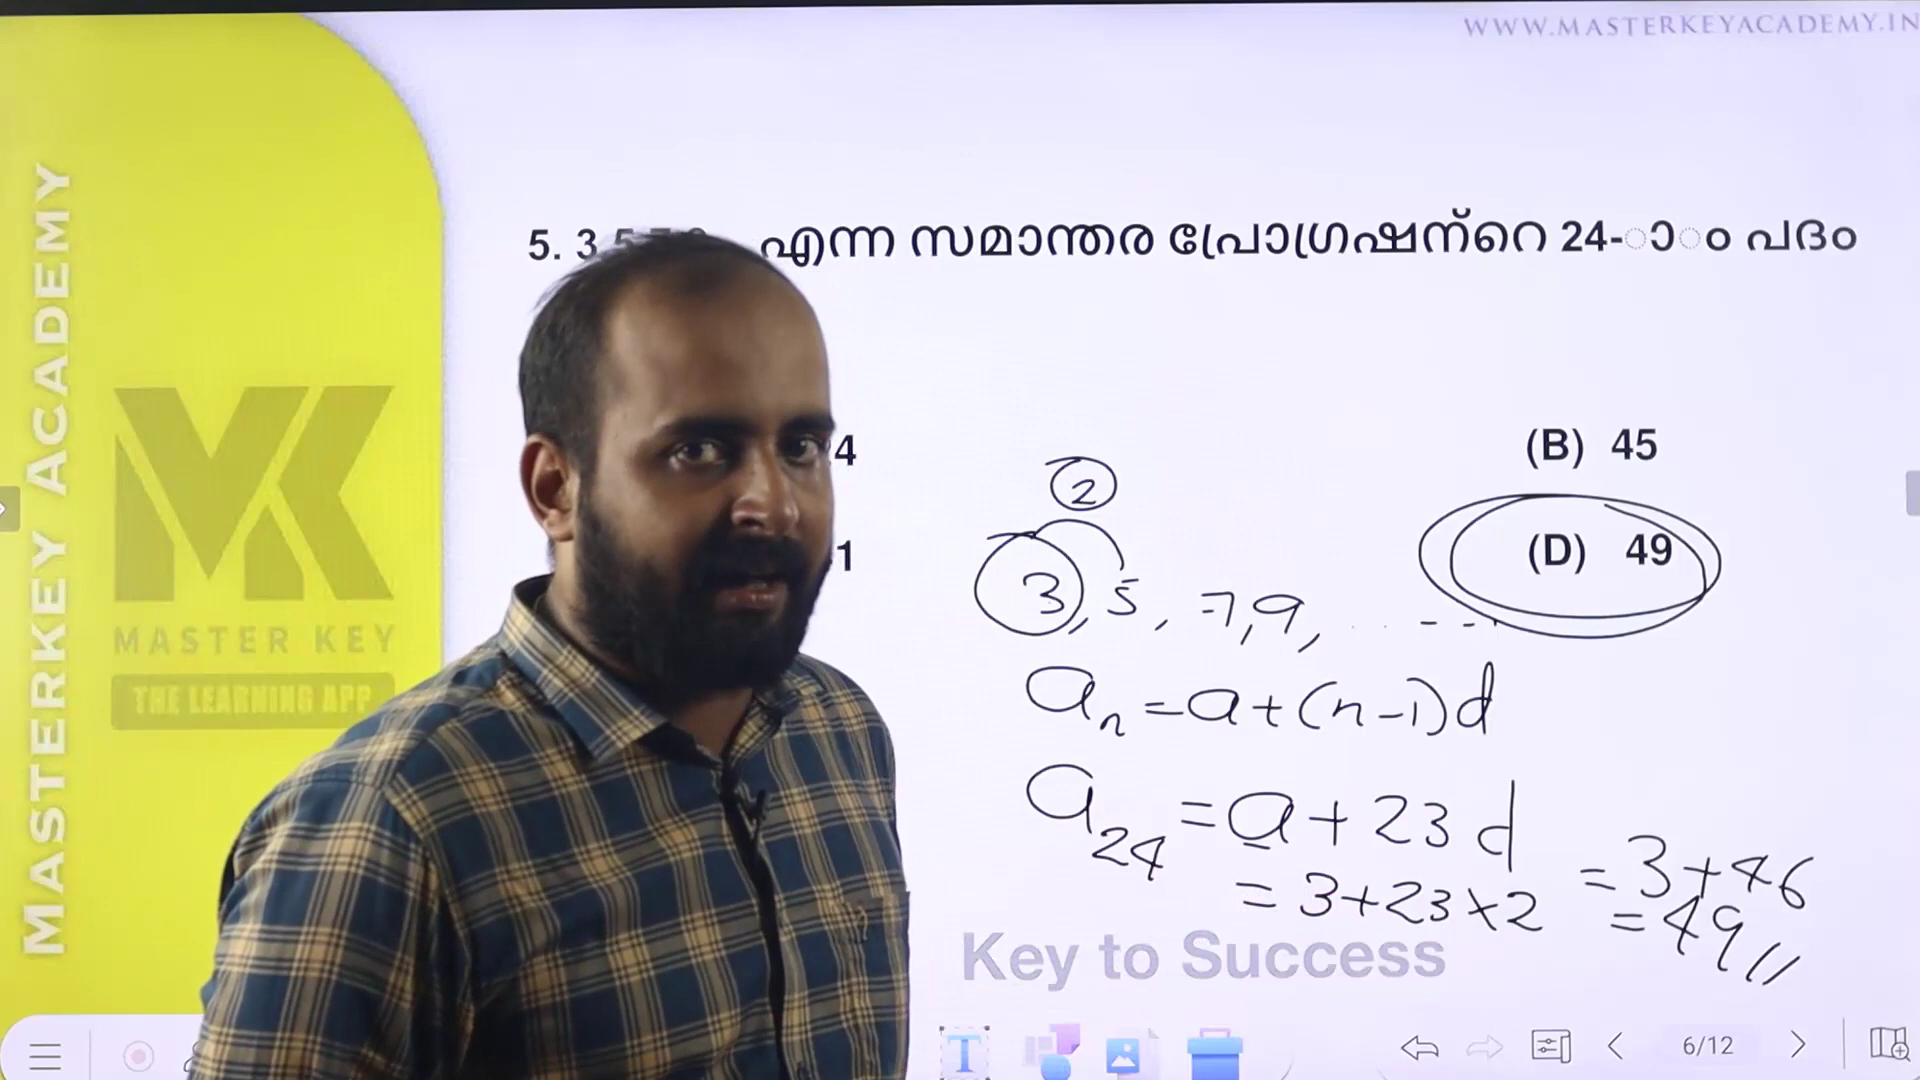 WWW.MASTERKEYACADEMY.IN
MASTERKEY ACADEMY
MK
MASTER KEY
THE LEARNING APP
5. 3 എന്ന സമാന്തര പ്രോഗ്രഷന്റെ 24-ാം പദം
4
(B) 45
1
(D) 49
2
3, 5, 7, 9, ...---
aₙ = a + (n-1)d
a₂₄ = a + 23 d
= 3+23×2
= 3+46
= 49 //
Key to Success
T
6/12